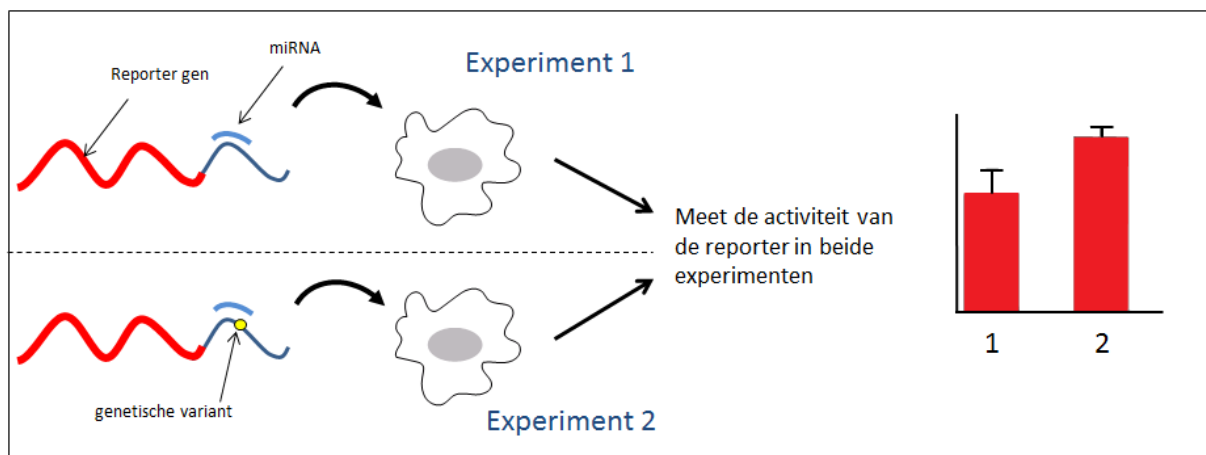 miRNA
Reporter gen
Experiment 1
Meet de activiteit van
de reporter in beide
experimenten
1 2
genetische variant
Experiment 2